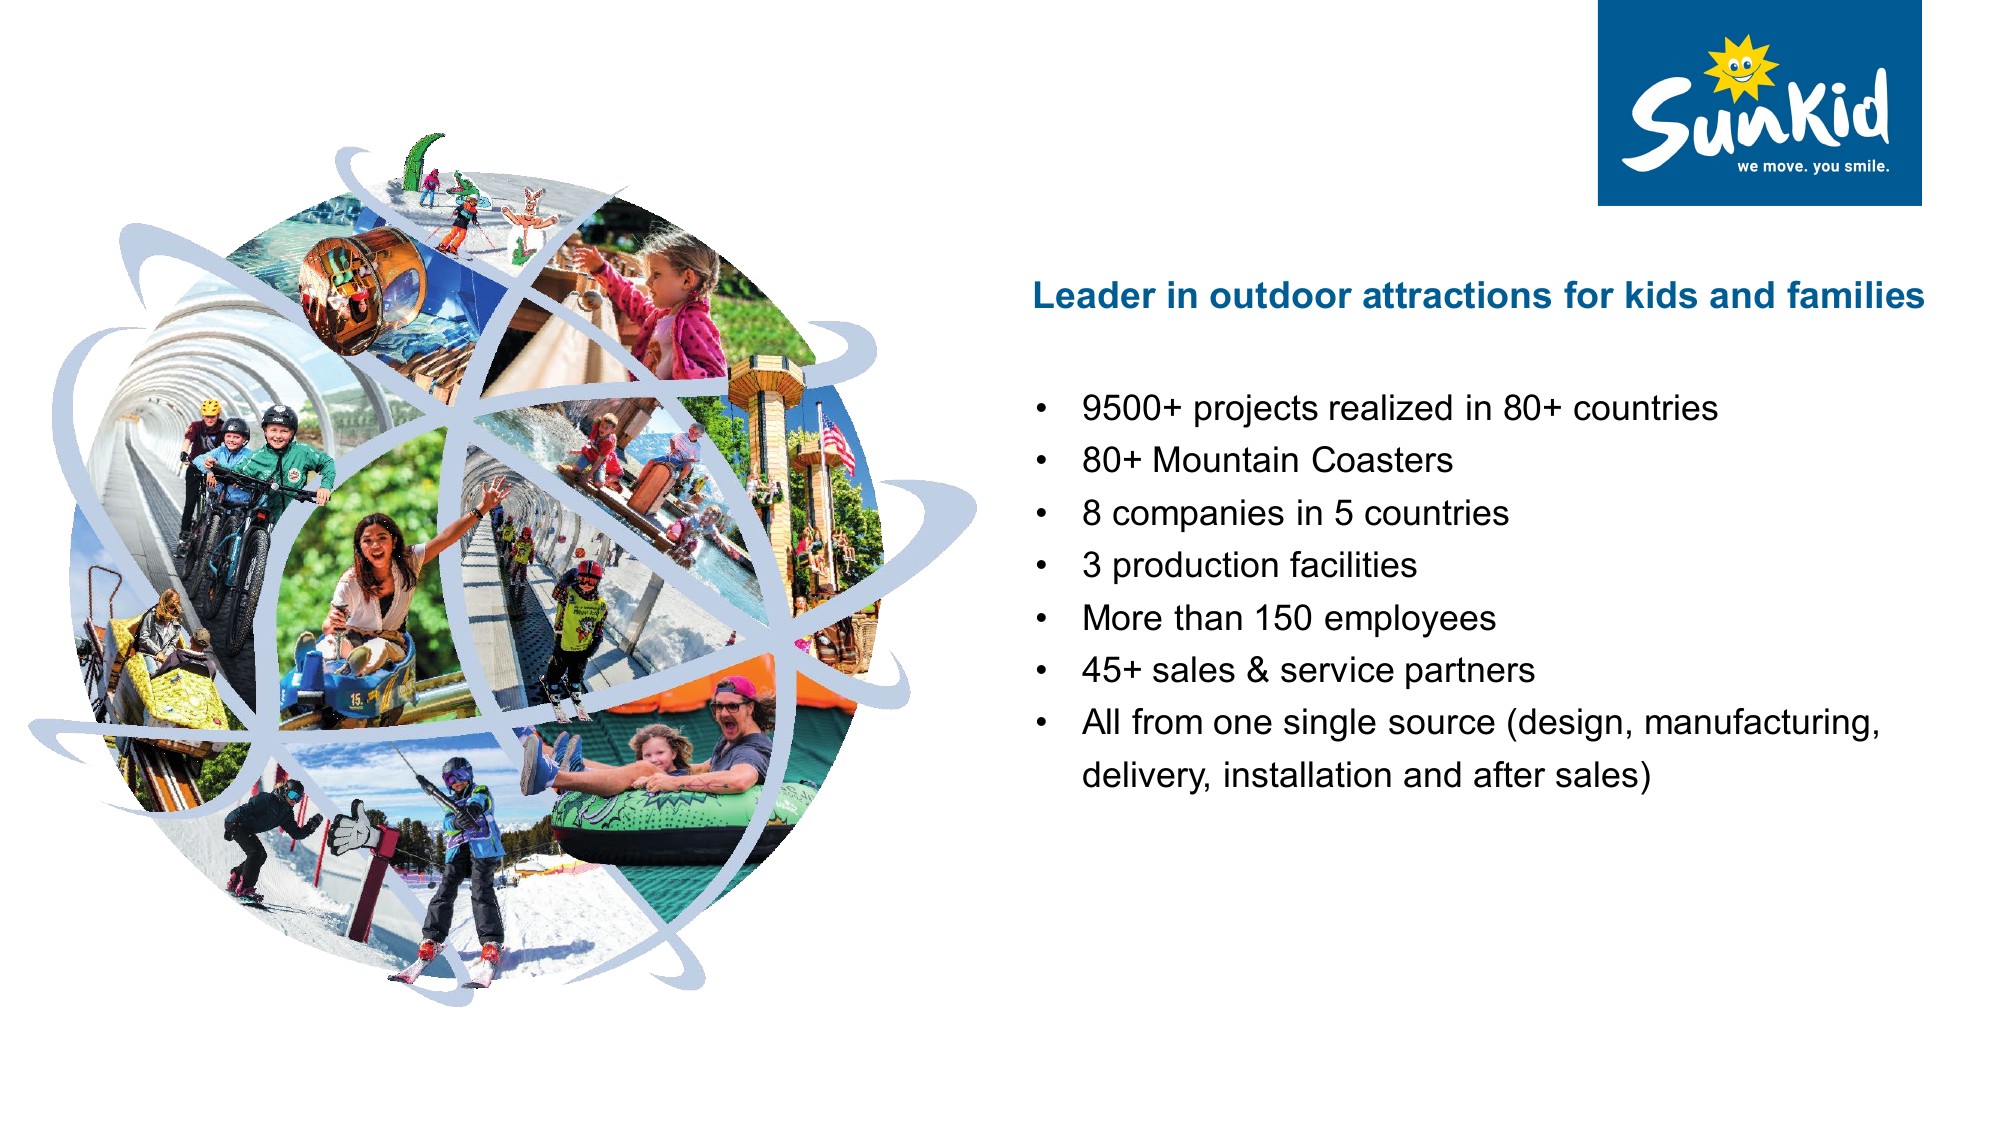 SunKid
we move. you smile.
Leader in outdoor attractions for kids and families
• 9500+ projects realized in 80+ countries
• 80+ Mountain Coasters
• 8 companies in 5 countries
• 3 production facilities
• More than 150 employees
• 45+ sales & service partners
• All from one single source (design, manufacturing,
delivery, installation and after sales)
15.